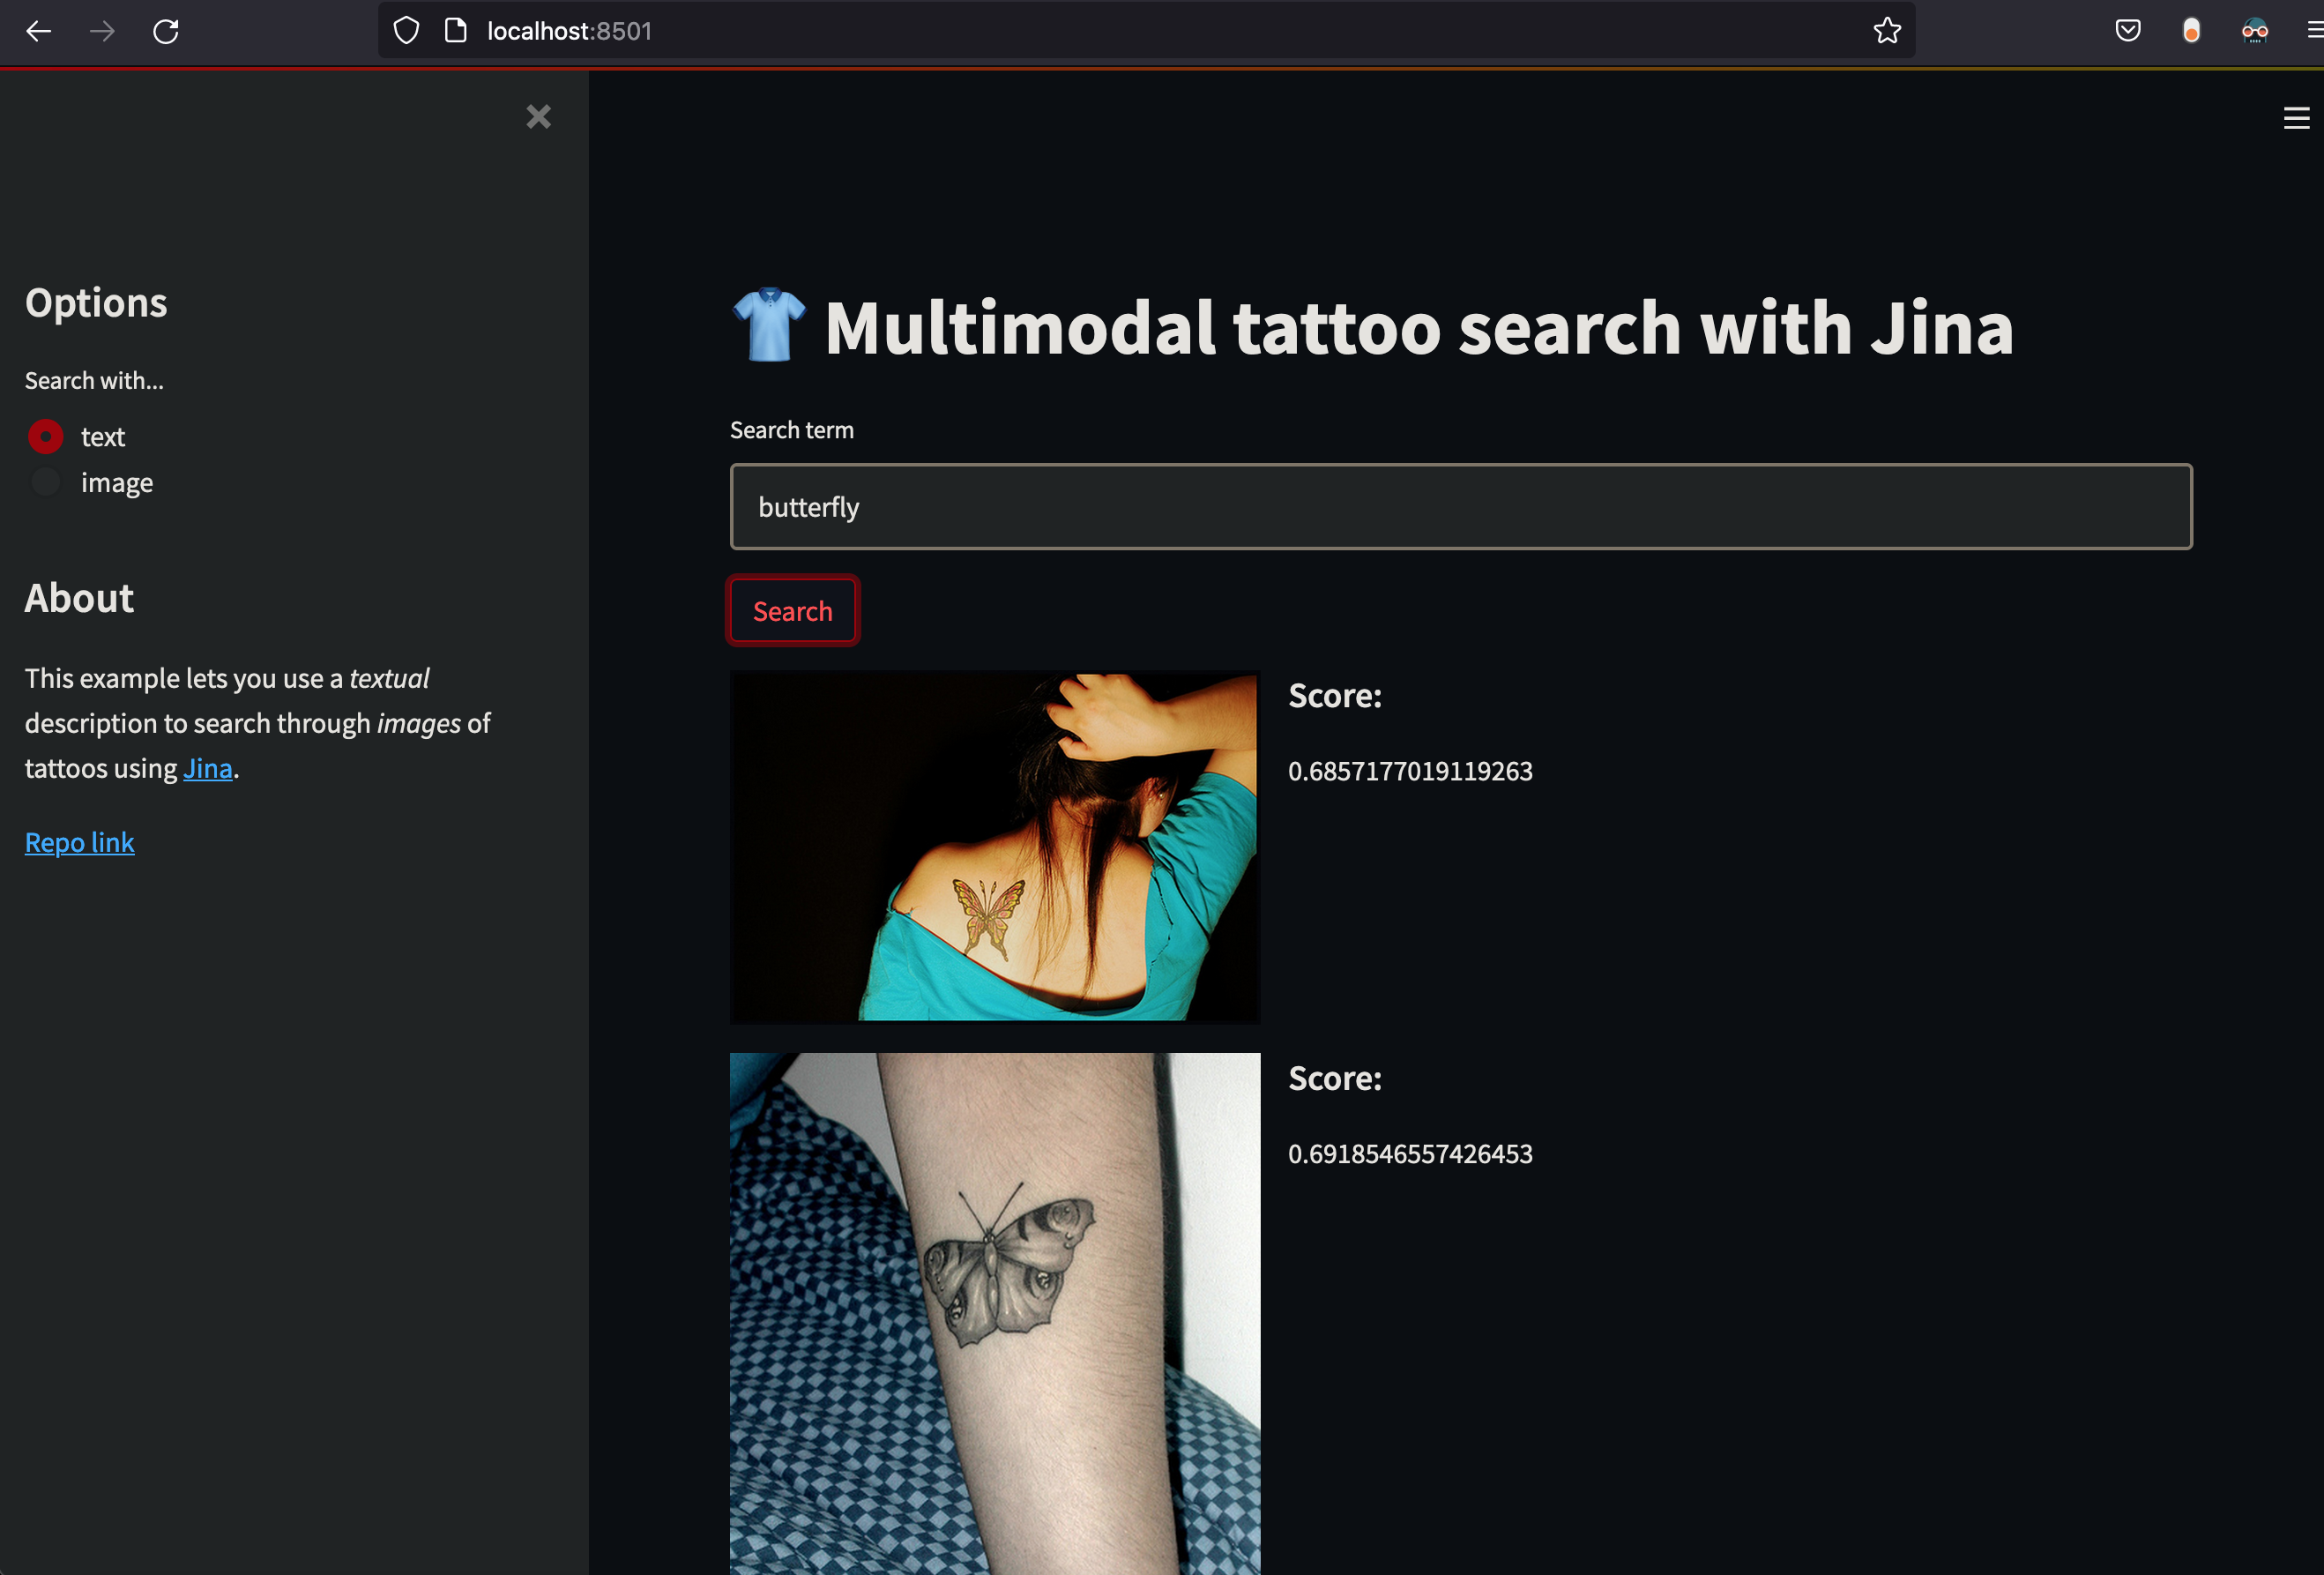 localhost:8501
Options
Search with...
text
image
About
This example lets you use a textual
description to search through images of
tattoos using Jina.
Repo link
Multimodal tattoo search with Jina
Search term
butterfly
Search
Score:
0.6857177019119263
Score:
0.6918546557426453